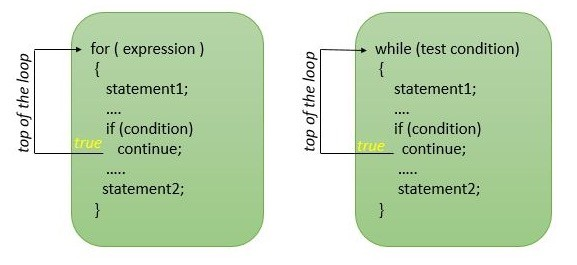 top of the loop
for ( expression )
{
statement1;
....
if (condition)
true
continue;
.....
statement2;
}
top of the loop
while (test condition)
{
statement1;
....
if (condition)
true
continue;
.....
statement2;
}